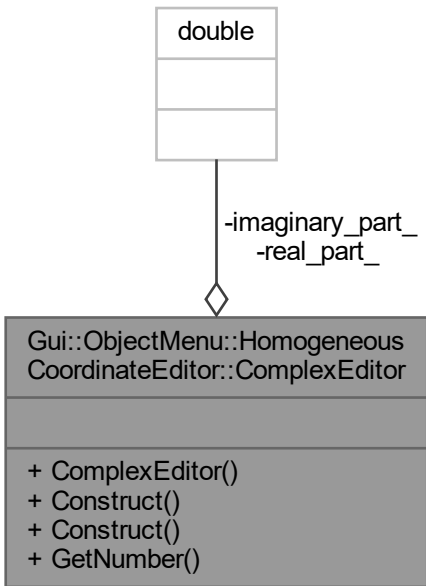 double
-imaginary_part_
-real_part_
Gui::ObjectMenu::Homogeneous
CoordinateEditor::ComplexEditor
+ ComplexEditor()
+ Construct()
+ Construct()
+ GetNumber()